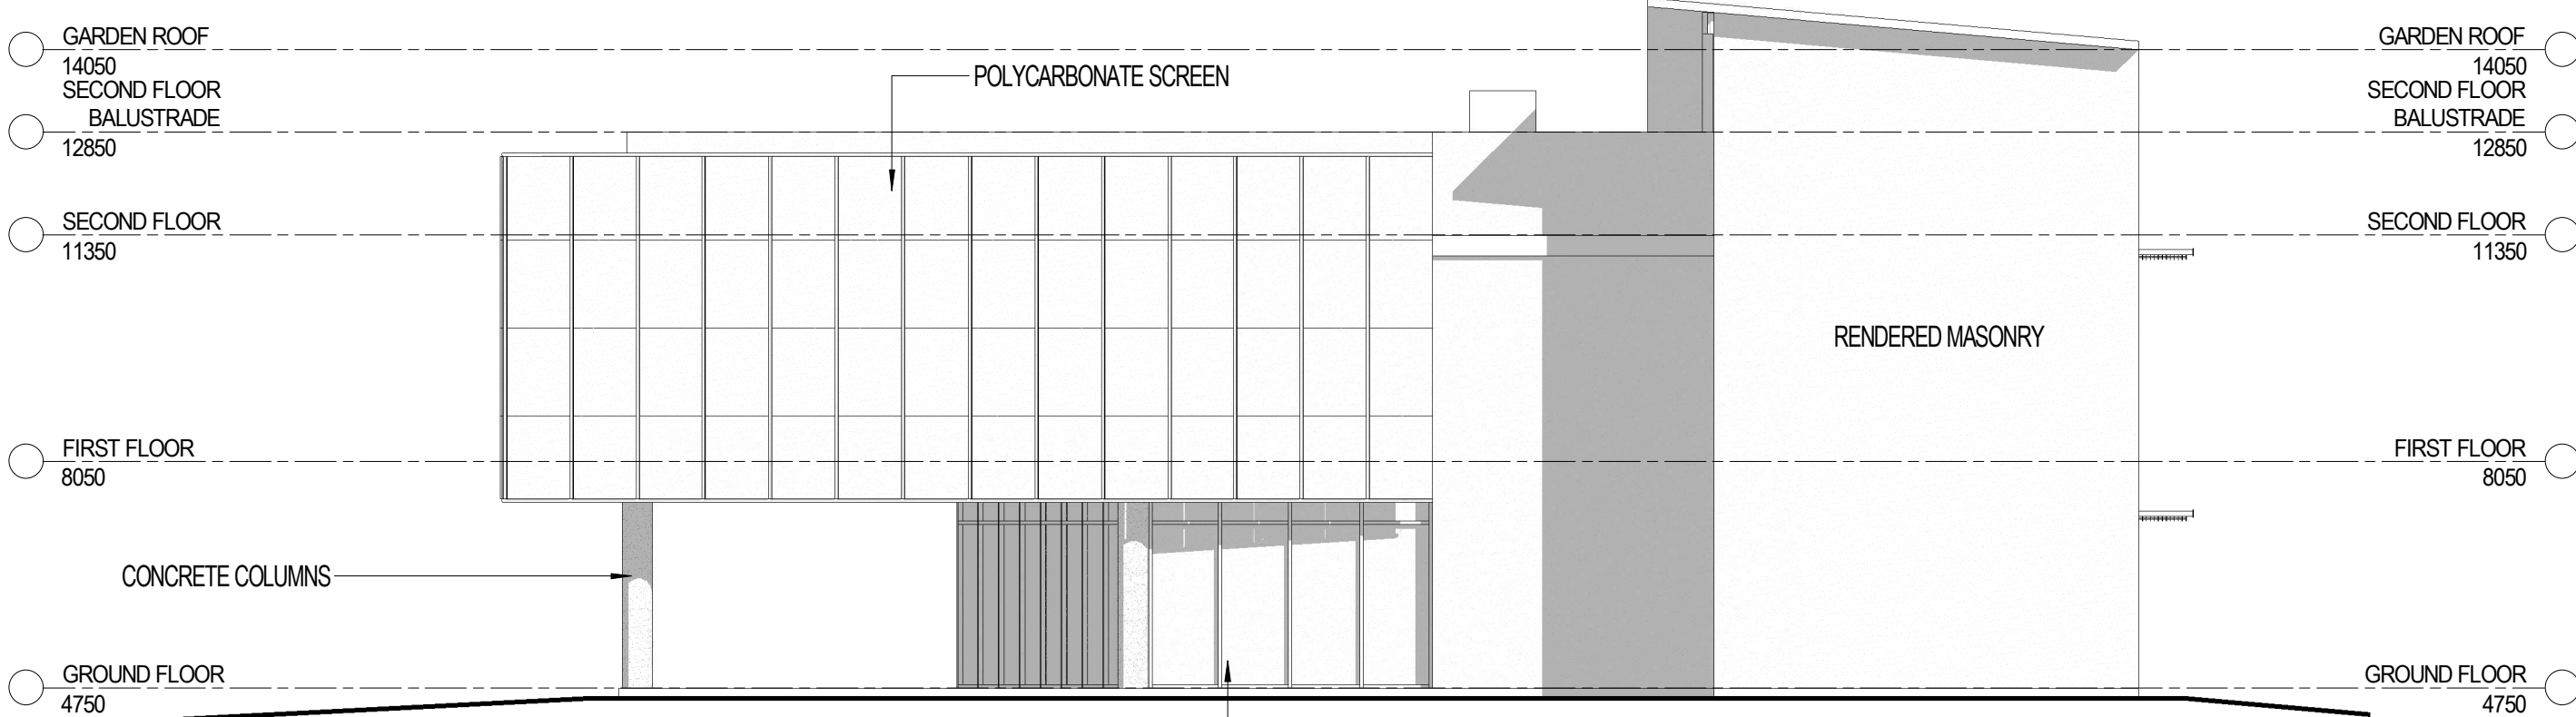 GARDEN ROOF
14050
SECOND FLOOR
BALUSTRADE
12850
SECOND FLOOR
11350
FIRST FLOOR
8050
GROUND FLOOR
4750
POLYCARBONATE SCREEN
CONCRETE COLUMNS
RENDERED MASONRY
GARDEN ROOF
14050
SECOND FLOOR
BALUSTRADE
12850
SECOND FLOOR
11350
FIRST FLOOR
8050
GROUND FLOOR
4750